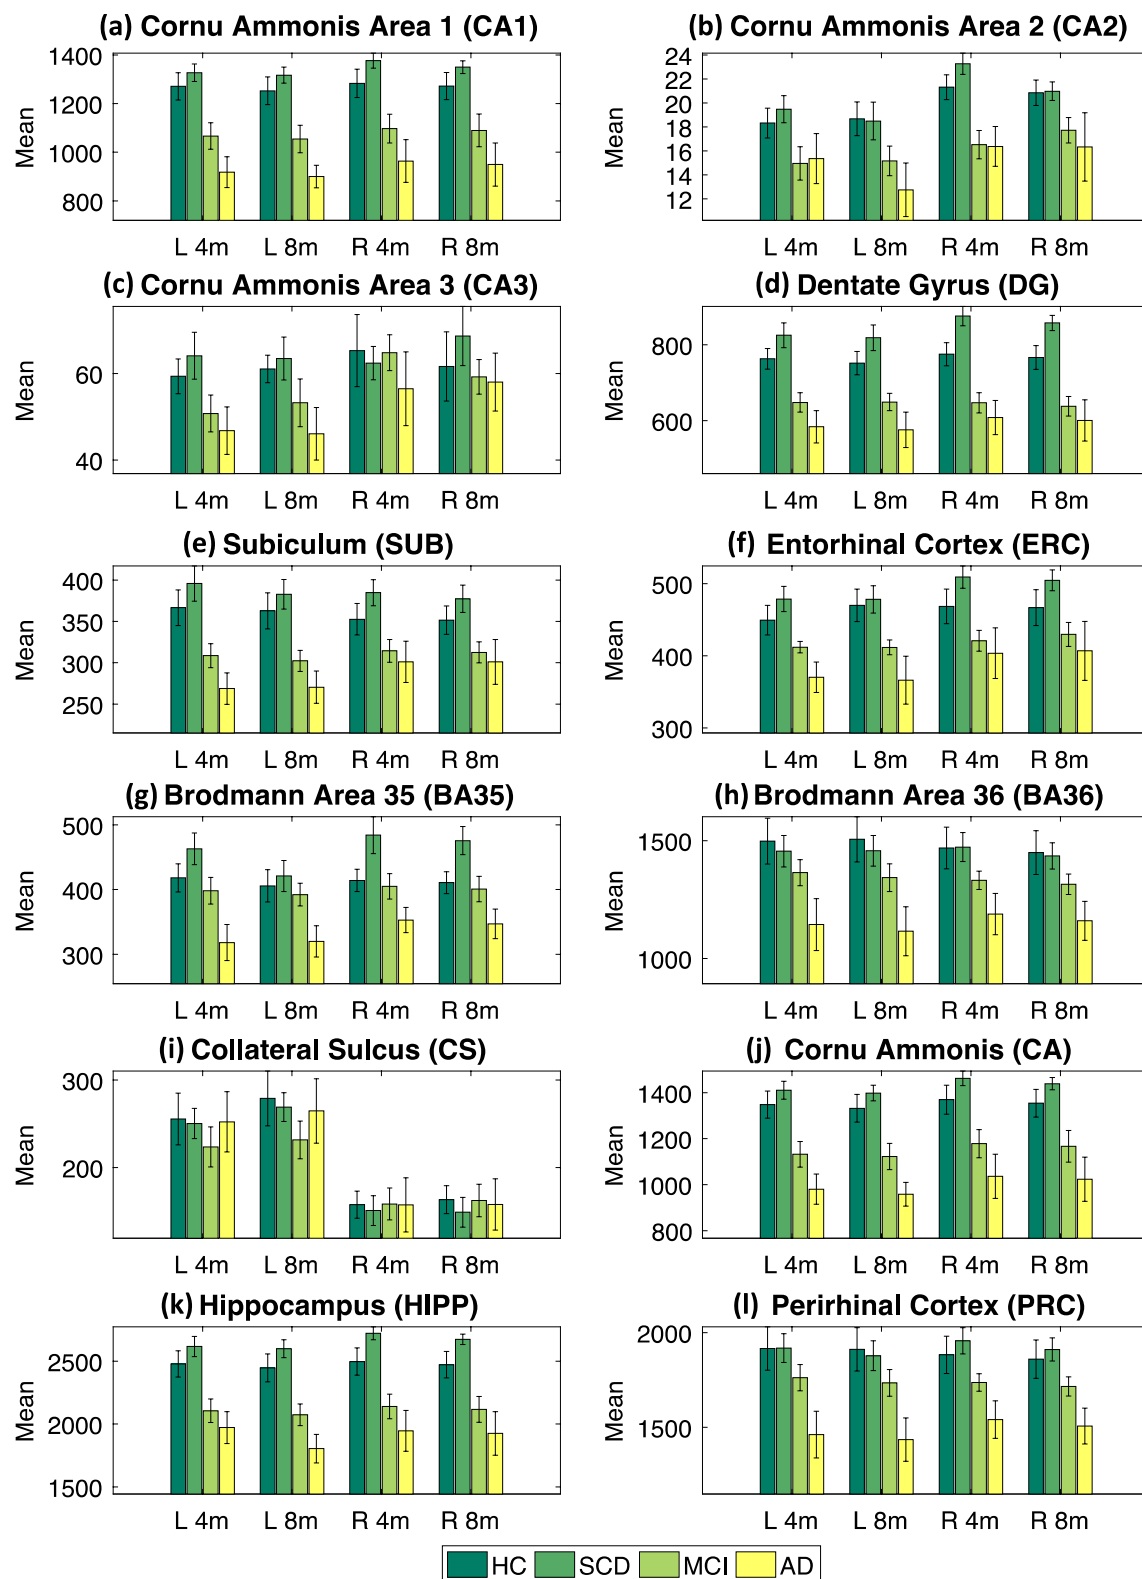 (a) Cornu Ammonis Area 1 (CA1)
1400
1200
1000
800
Mean
L 4m L 8m R 4m R 8m
(b) Cornu Ammonis Area 2 (CA2)
24
22
20
18
16
14
12
Mean
L 4m L 8m R 4m R 8m
(c) Cornu Ammonis Area 3 (CA3)
60
40
Mean
L 4m L 8m R 4m R 8m
(d) Dentate Gyrus (DG)
800
600
Mean
L 4m L 8m R 4m R 8m
(e) Subiculum (SUB)
400
350
300
250
Mean
L 4m L 8m R 4m R 8m
(f) Entorhinal Cortex (ERC)
500
400
300
Mean
L 4m L 8m R 4m R 8m
(g) Brodmann Area 35 (BA35)
500
400
300
Mean
L 4m L 8m R 4m R 8m
(h) Brodmann Area 36 (BA36)
1500
1000
Mean
L 4m L 8m R 4m R 8m
(i) Collateral Sulcus (CS)
300
200
Mean
L 4m L 8m R 4m R 8m
(j) Cornu Ammonis (CA)
1400
1200
1000
800
Mean
L 4m L 8m R 4m R 8m
(k) Hippocampus (HIPP)
2500
2000
1500
Mean
L 4m L 8m R 4m R 8m
(l) Perirhinal Cortex (PRC)
2000
1500
Mean
L 4m L 8m R 4m R 8m
HC SCD MCI AD